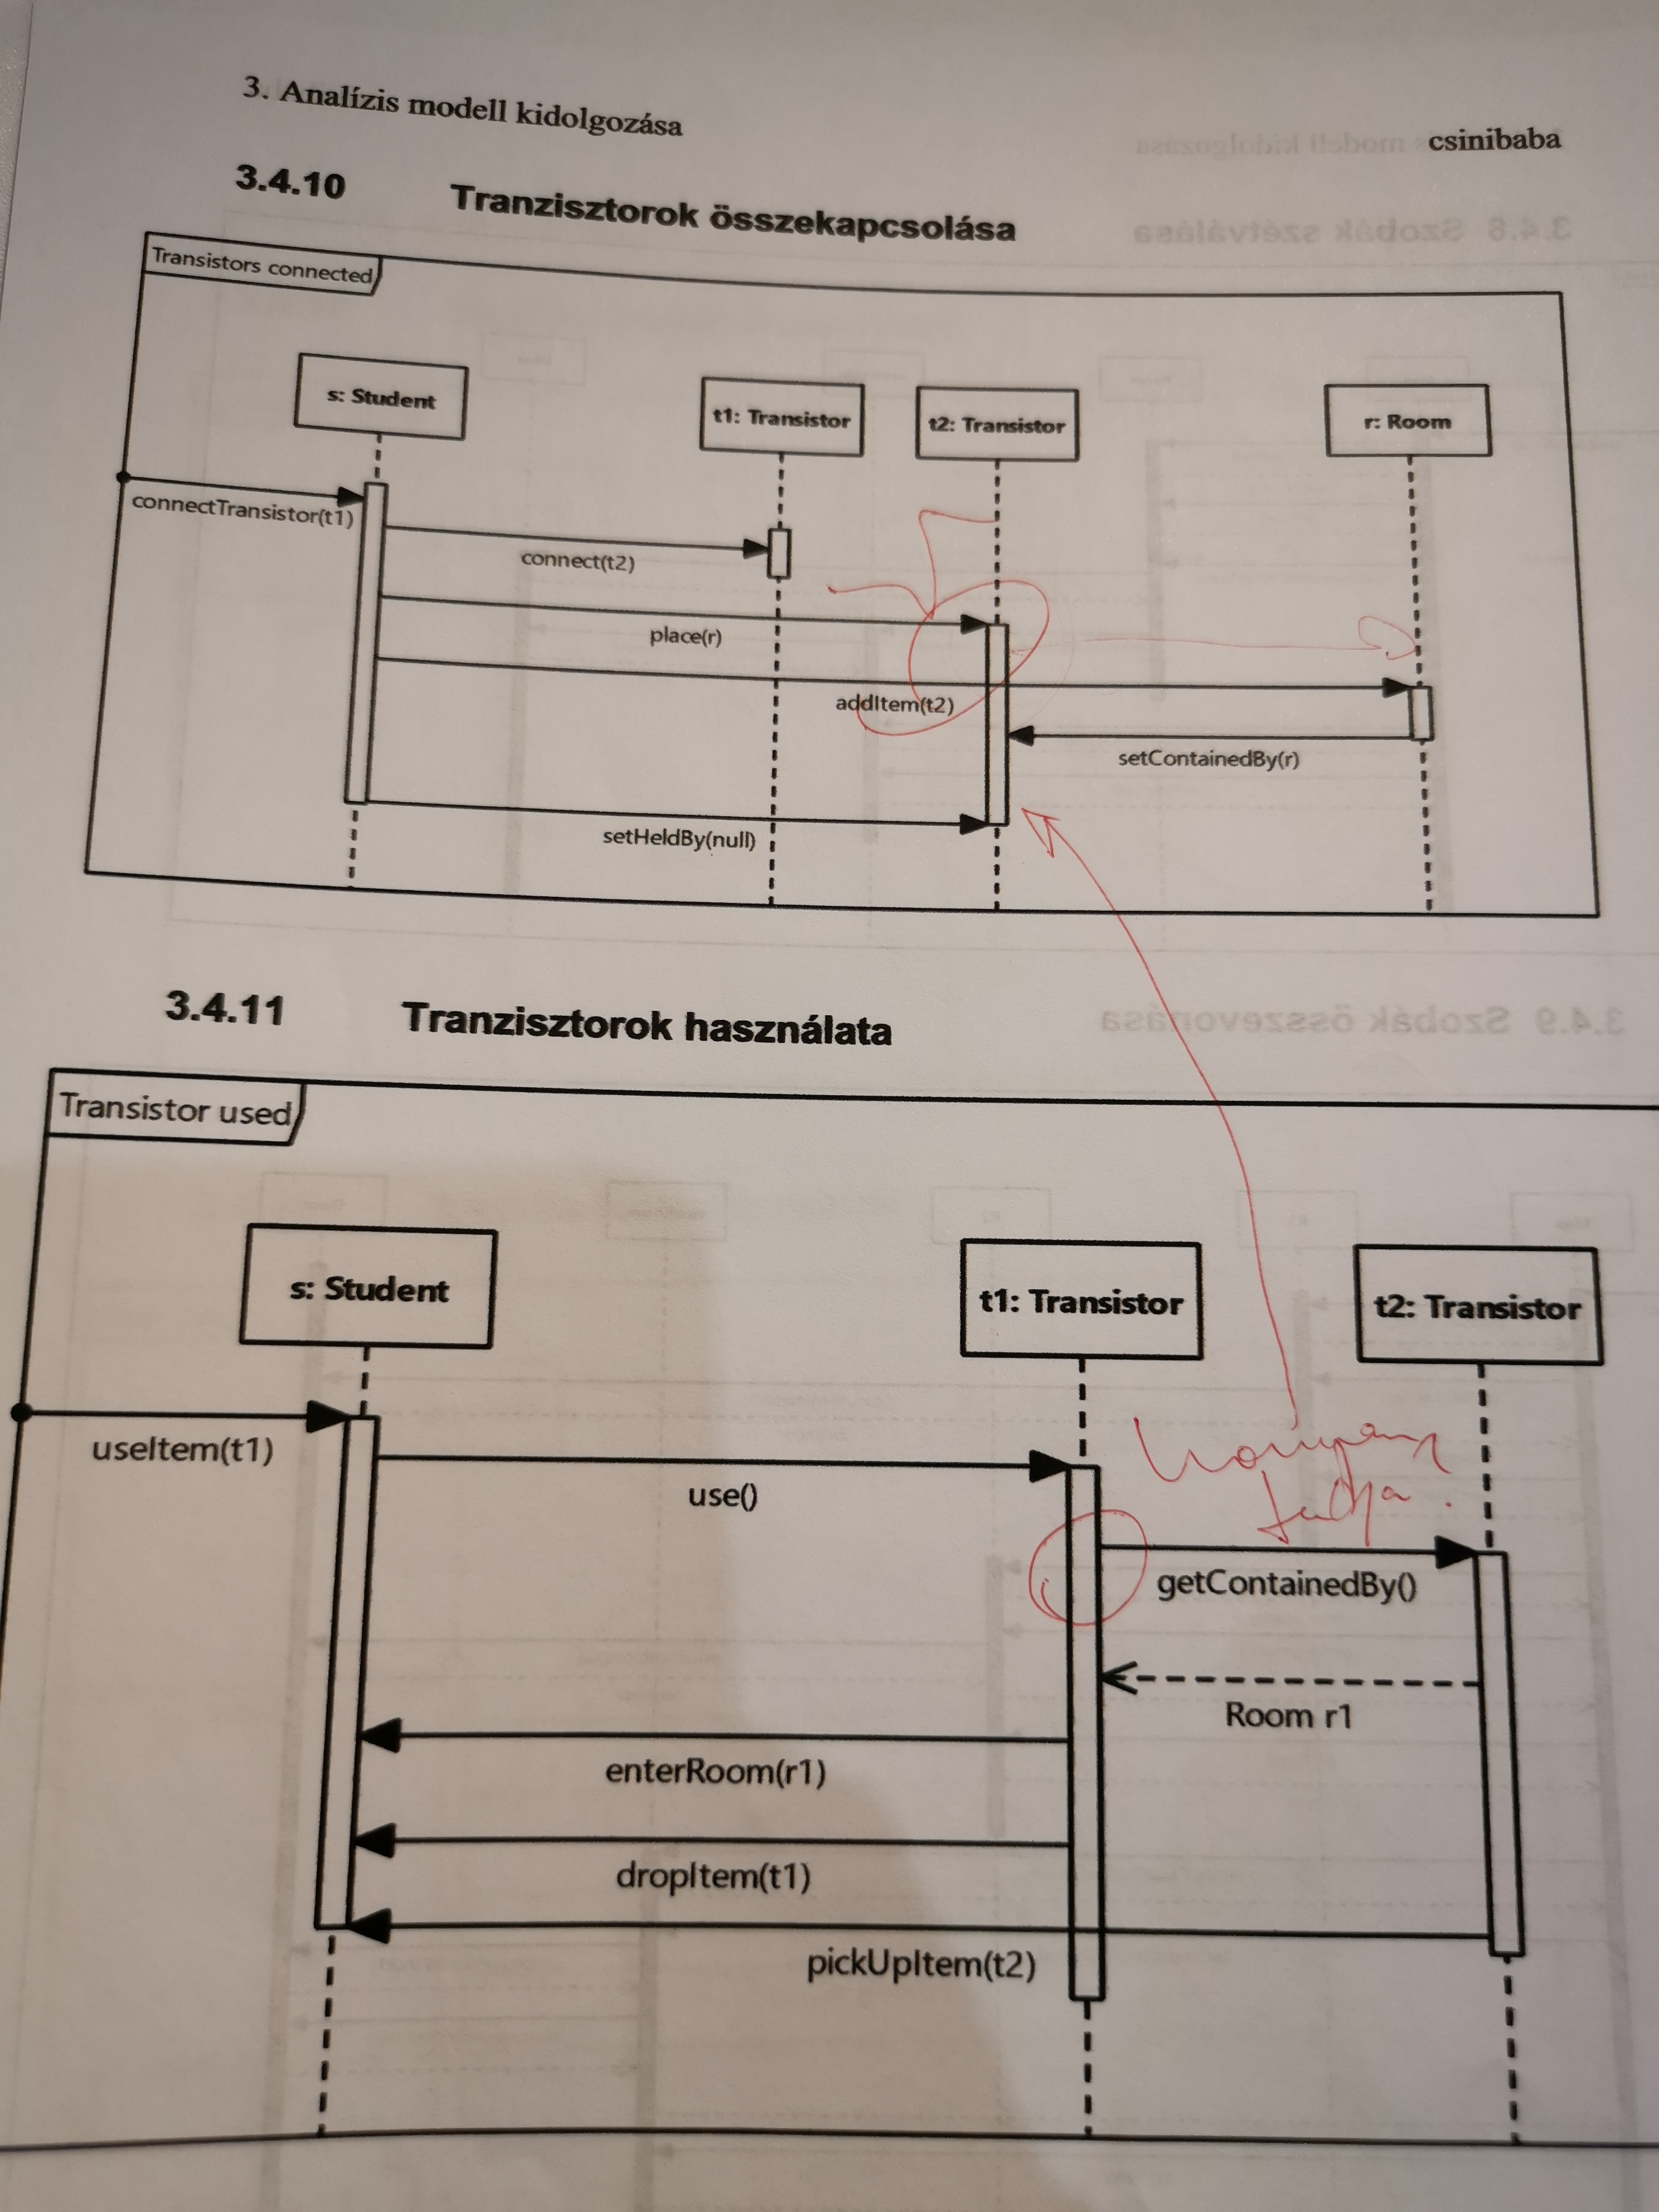 3. Analízis modell kidolgozása
csinibaba
3.4.10 Tranzisztorok összekapcsolása
Transistors connected
s: Student
t1: Transistor
t2: Transistor
r: Room
connectTransistor(t1)
connect(t2)
place(r)
addItem(t2)
setContainedBy(r)
setHeldBy(null)
3.4.11 Tranzisztorok használata
Transistor used
s: Student
t1: Transistor
t2: Transistor
useItem(t1)
use()
getContainedBy()
Room r1
enterRoom(r1)
dropItem(t1)
pickUpItem(t2)